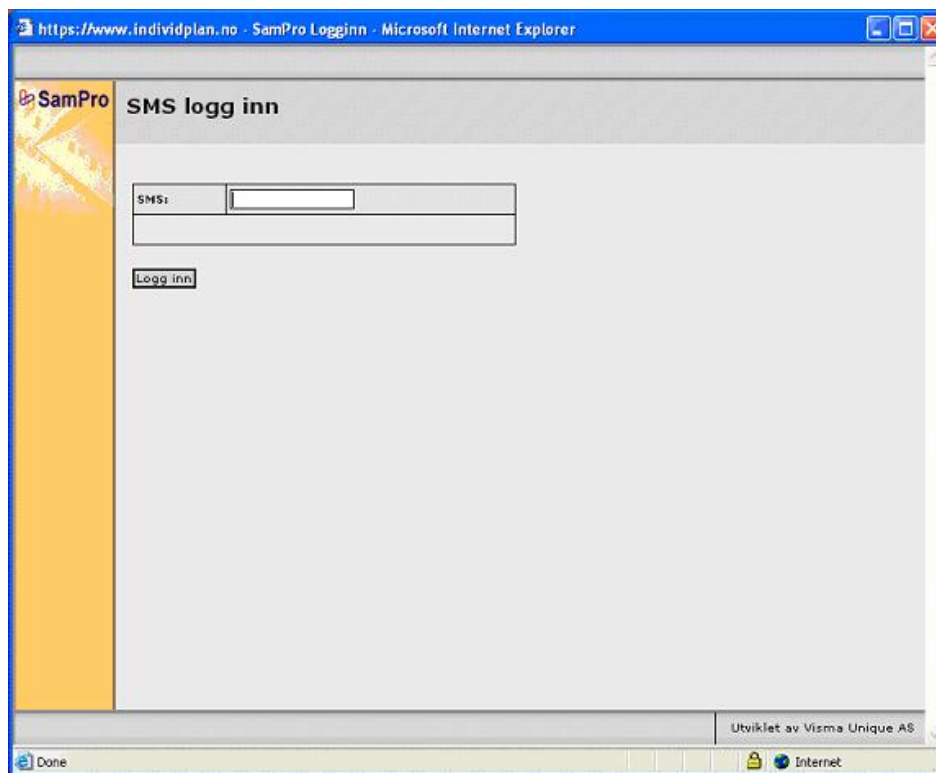 https://www.individplan.no - SamPro Logginn - Microsoft Internet Explorer
SamPro
SMS logg inn
SMS:
Logg inn
Utviklet av Visma Unique AS
Done
Internet